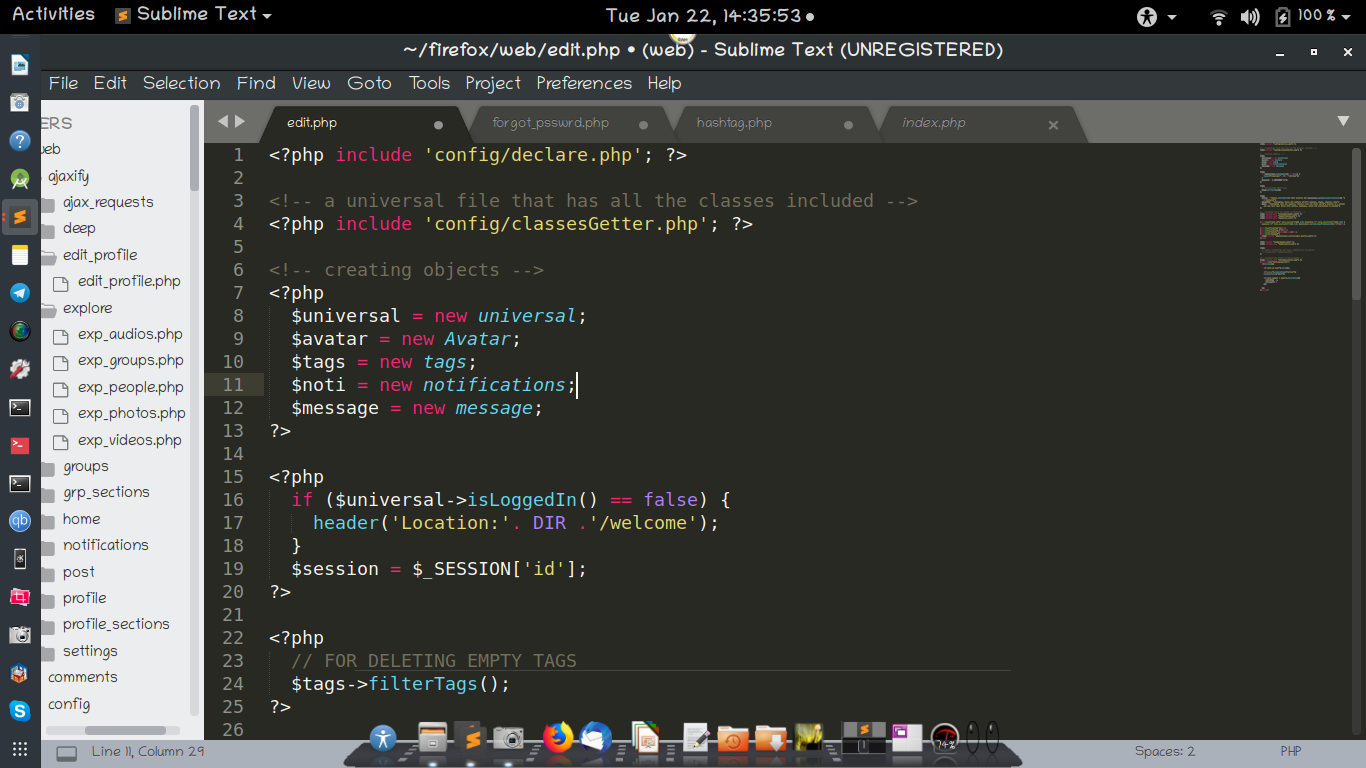 Activities Sublime Text Tue Jan 22, 14:35:53 100 %
~/firefox/web/edit.php • (web) - Sublime Text (UNREGISTERED)
File Edit Selection Find View Goto Tools Project Preferences Help
ERS
eb
ajaxify
ajax_requests
deep
edit_profile
edit_profile.php
explore
exp_audios.php
exp_groups.php
exp_people.php
exp_photos.php
exp_videos.php
groups
grp_sections
home
notifications
post
profile
profile_sections
settings
comments
config
edit.php forgot_psswrd.php hashtag.php index.php
1 <?php include 'config/declare.php'; ?>
2
3 <!-- a universal file that has all the classes included -->
4 <?php include 'config/classesGetter.php'; ?>
5
6 <!-- creating objects -->
7 <?php
8 $universal = new universal;
9 $avatar = new Avatar;
10 $tags = new tags;
11 $noti = new notifications;
12 $message = new message;
13 ?>
14
15 <?php
16 if ($universal->isLoggedIn() == false) {
17 header('Location:'. DIR .'/welcome');
18 }
19 $session = $_SESSION['id'];
20 ?>
21
22 <?php
23 // FOR DELETING EMPTY TAGS
24 $tags->filterTags();
25 ?>
26
Line 11, Column 29 74% Spaces: 2 PHP